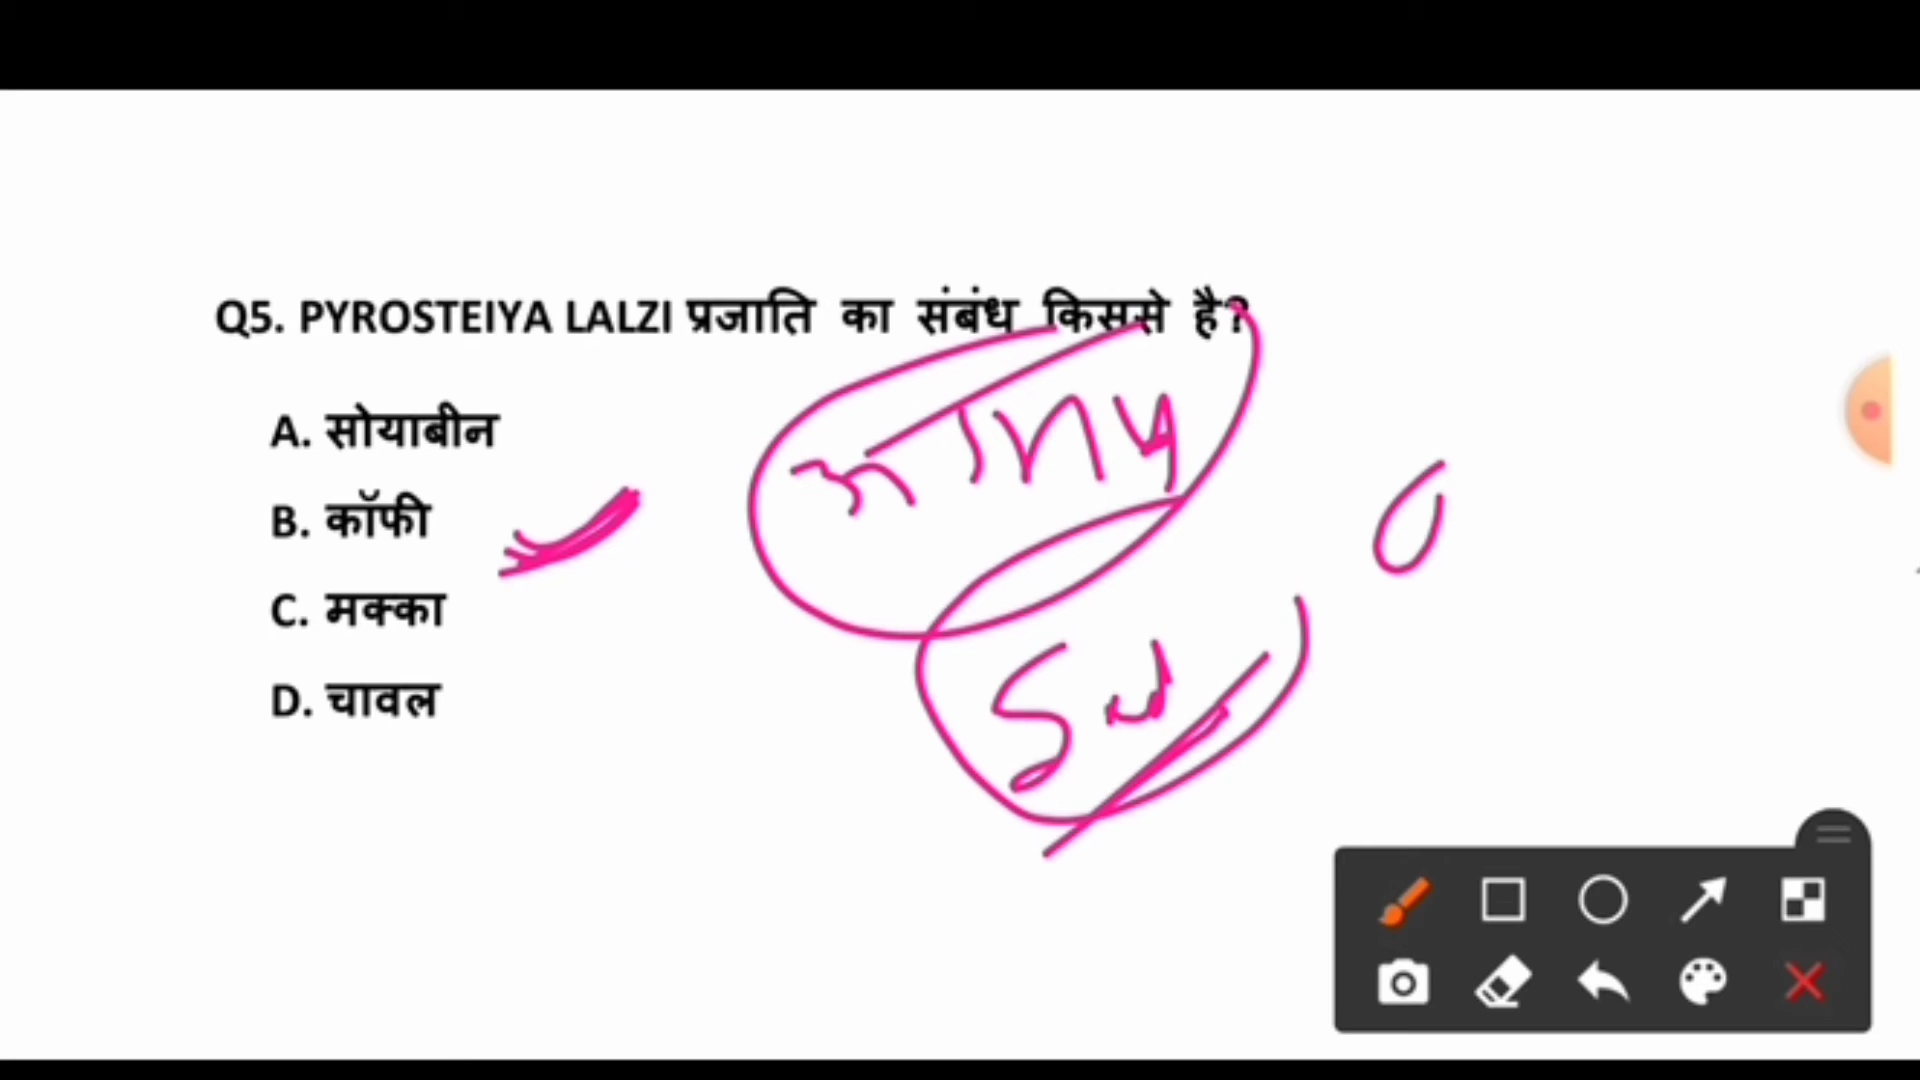 Q5. PYROSTEIYA LALZI प्रजाति का संबंध किससे है?
A. सोयाबीन
B. कॉफी
C. मक्का
D. चावल